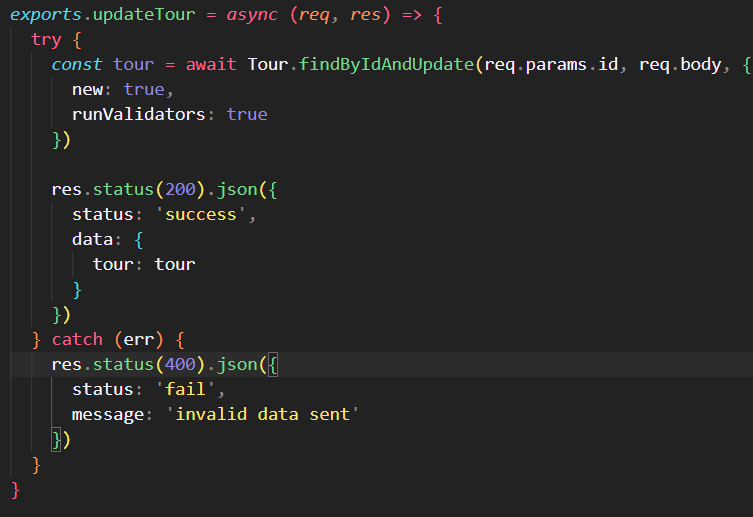 exports.updateTour = async (req, res) => {
try {
const tour = await Tour.findByIdAndUpdate(req.params.id, req.body, {
new: true,
runValidators: true
})
res.status(200).json({
status: 'success',
data: {
tour: tour
}
})
} catch (err) {
res.status(400).json({
status: 'fail',
message: 'invalid data sent'
})
}
}